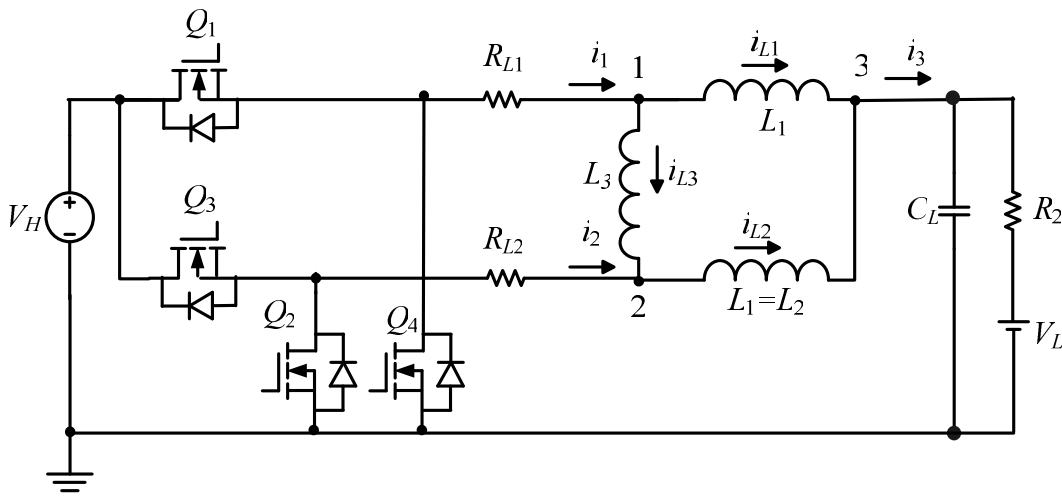 Q1
RL1
i1
1
iL1
3
i3
L1
VH
Q3
L3
iL3
CL
R2
RL2
i2
iL2
2
L1=L2
Q2
Q4
VL